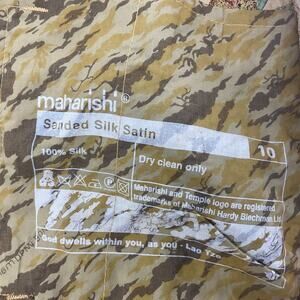 maharishi®
Sanded Silk Satin
10
100% Silk
Dry clean only
Maharishi and Temple logo are registered
trademarks of Maharishi Hardy Blechman Ltd
God dwells within you, as you - Lao Tze